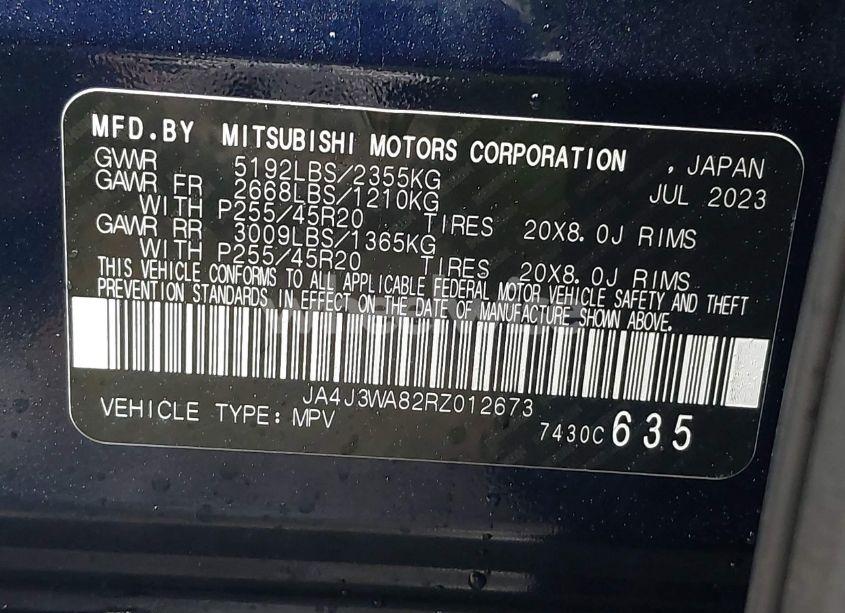 MFD.BY MITSUBISHI MOTORS CORPORATION , JAPAN
GVWR 5192LBS/2355KG JUL 2023
GAWR FR 2668LBS/1210KG
WITH P255/45R20 TIRES 20X8.0J RIMS
GAWR RR 3009LBS/1365KG
WITH P255/45R20 TIRES 20X8.0J RIMS
THIS VEHICLE CONFORMS TO ALL APPLICABLE FEDERAL MOTOR VEHICLE SAFETY AND THEFT
PREVENTION STANDARDS IN EFFECT ON THE DATE OF MANUFACTURE SHOWN ABOVE.
JA4J3WA82RZ012673
VEHICLE TYPE: MPV 7430C 635